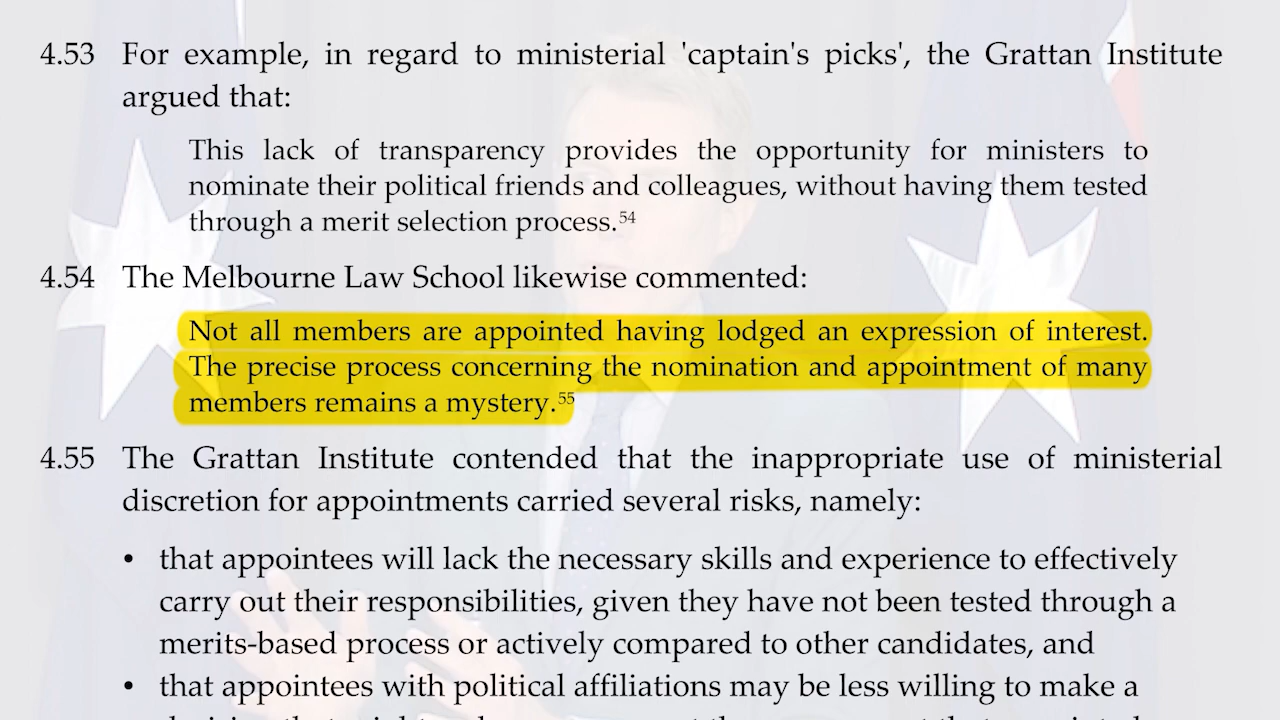 4.53 For example, in regard to ministerial 'captain's picks', the Grattan Institute
argued that:
This lack of transparency provides the opportunity for ministers to
nominate their political friends and colleagues, without having them tested
through a merit selection process.54
4.54 The Melbourne Law School likewise commented:
Not all members are appointed having lodged an expression of interest.
The precise process concerning the nomination and appointment of many
members remains a mystery.55
4.55 The Grattan Institute contended that the inappropriate use of ministerial
discretion for appointments carried several risks, namely:
• that appointees will lack the necessary skills and experience to effectively
carry out their responsibilities, given they have not been tested through a
merits-based process or actively compared to other candidates, and
• that appointees with political affiliations may be less willing to make a